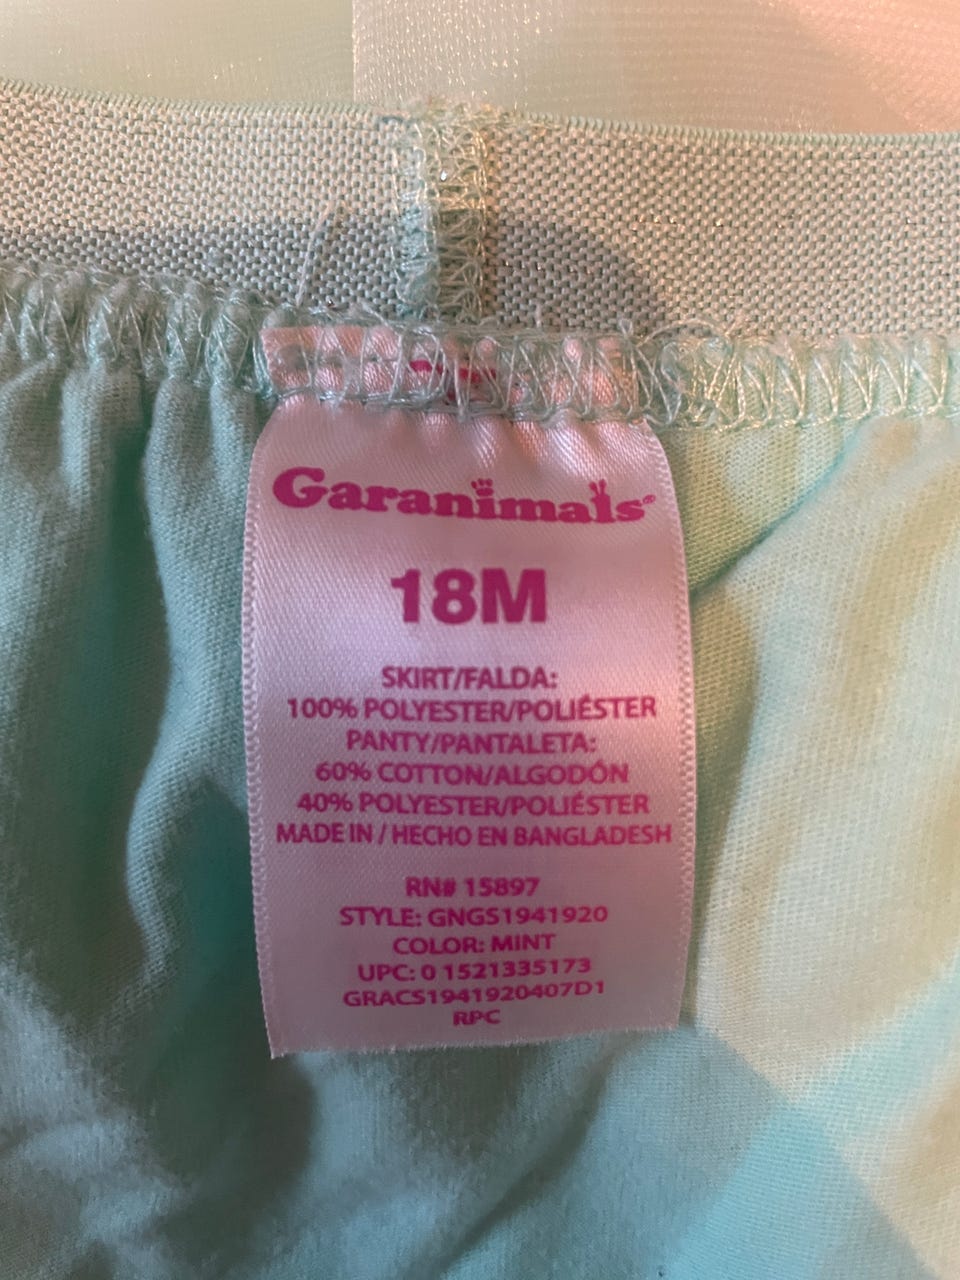 Garanimals®
18M
SKIRT/FALDA:
100% POLYESTER/POLIÉSTER
PANTY/PANTALETA:
60% COTTON/ALGODÓN
40% POLYESTER/POLIÉSTER
MADE IN / HECHO EN BANGLADESH
RN# 15897
STYLE: GNGS1941920
COLOR: MINT
UPC: 0 1521335173
GRACS1941920407D1
RPC